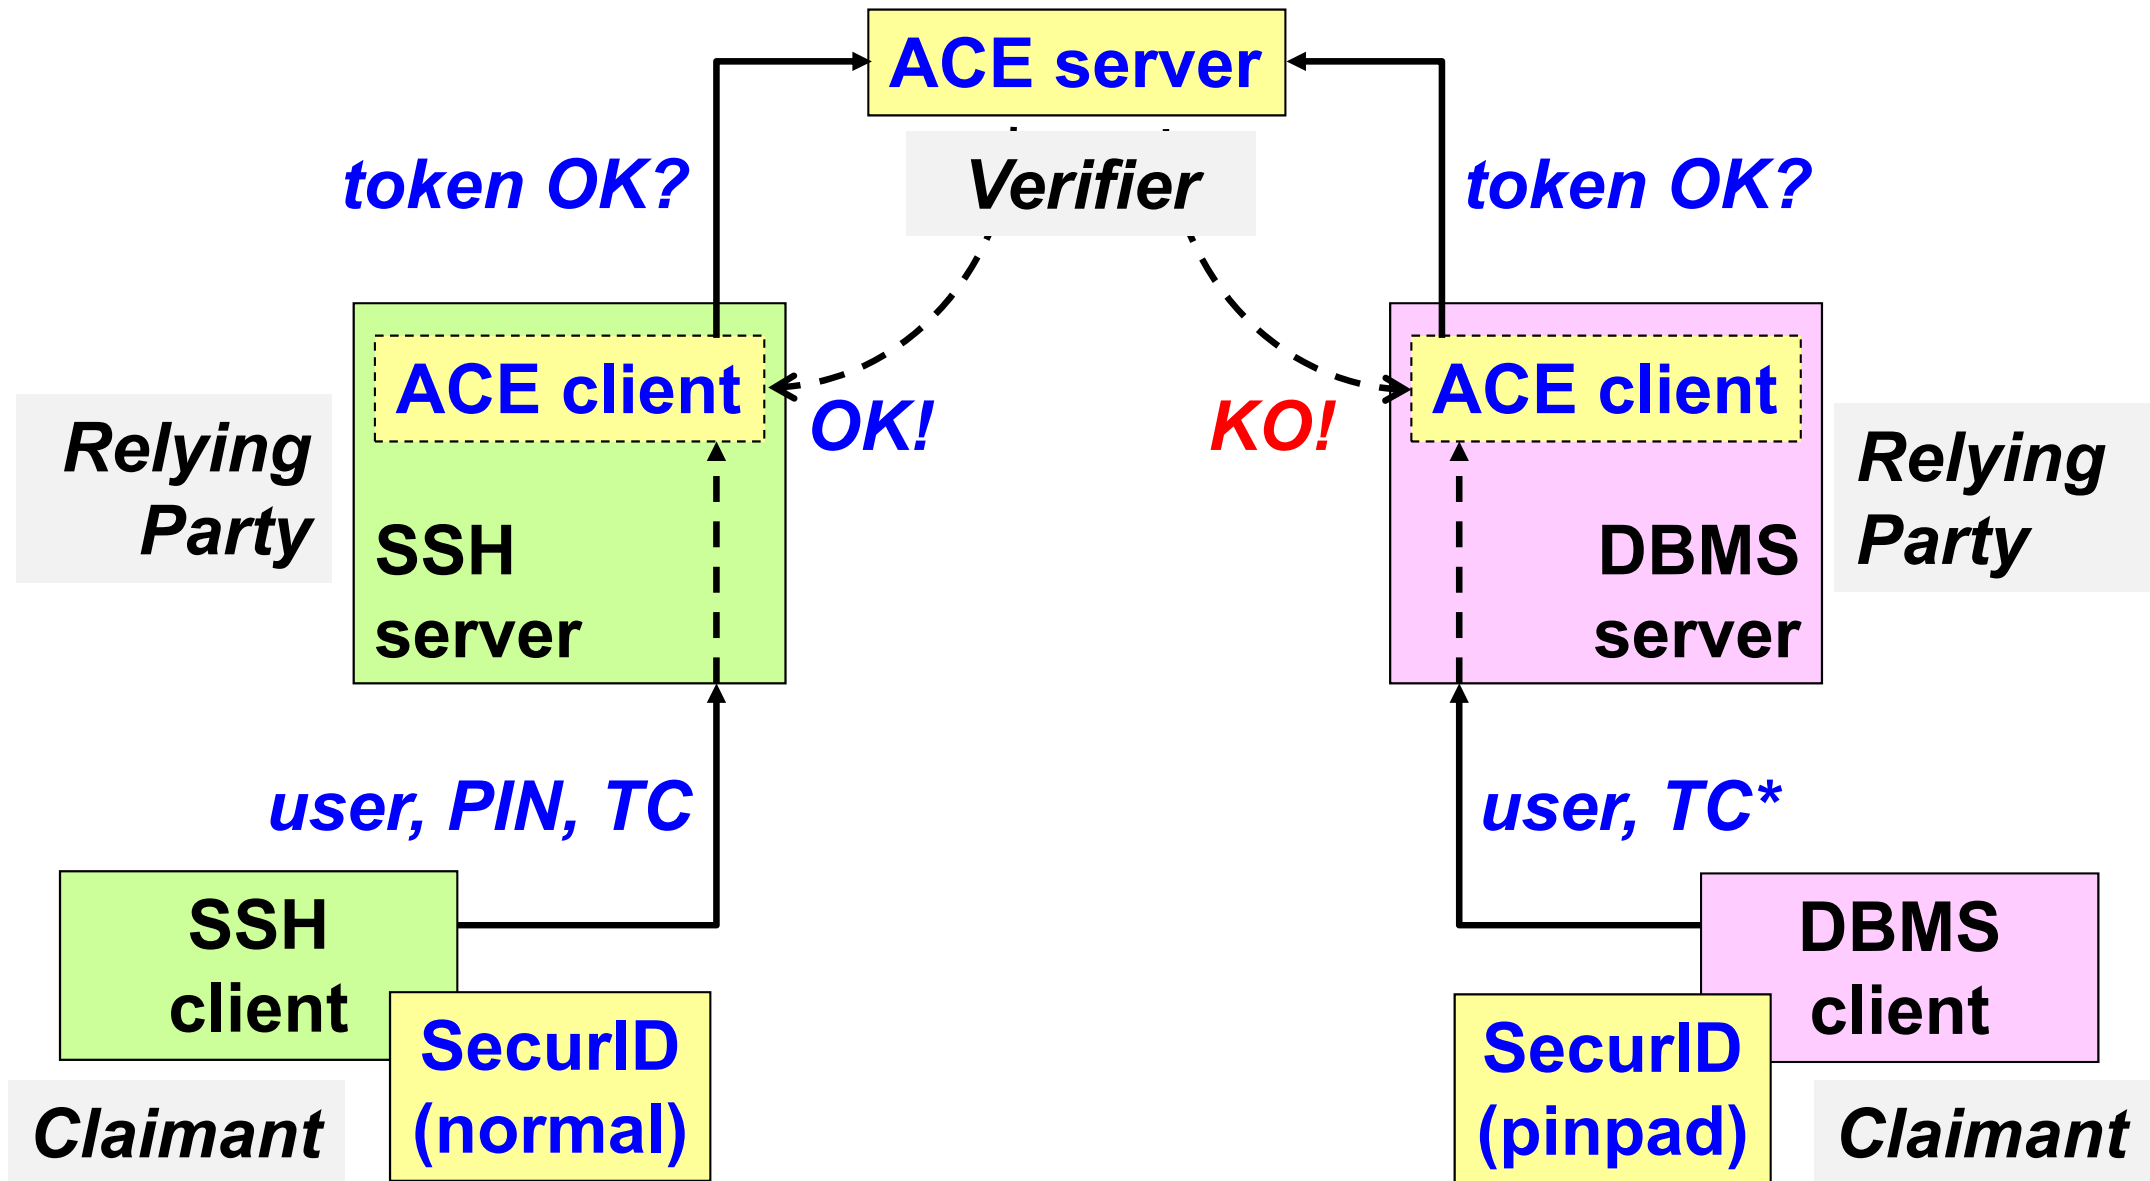 ACE server
token OK?
Verifier
token OK?
ACE client
OK!
KO!
ACE client
Relying
Party
SSH
server
DBMS
server
Relying
Party
user, PIN, TC
user, TC*
SSH
client
SecurID
(normal)
Claimant
DBMS
client
SecurID
(pinpad)
Claimant